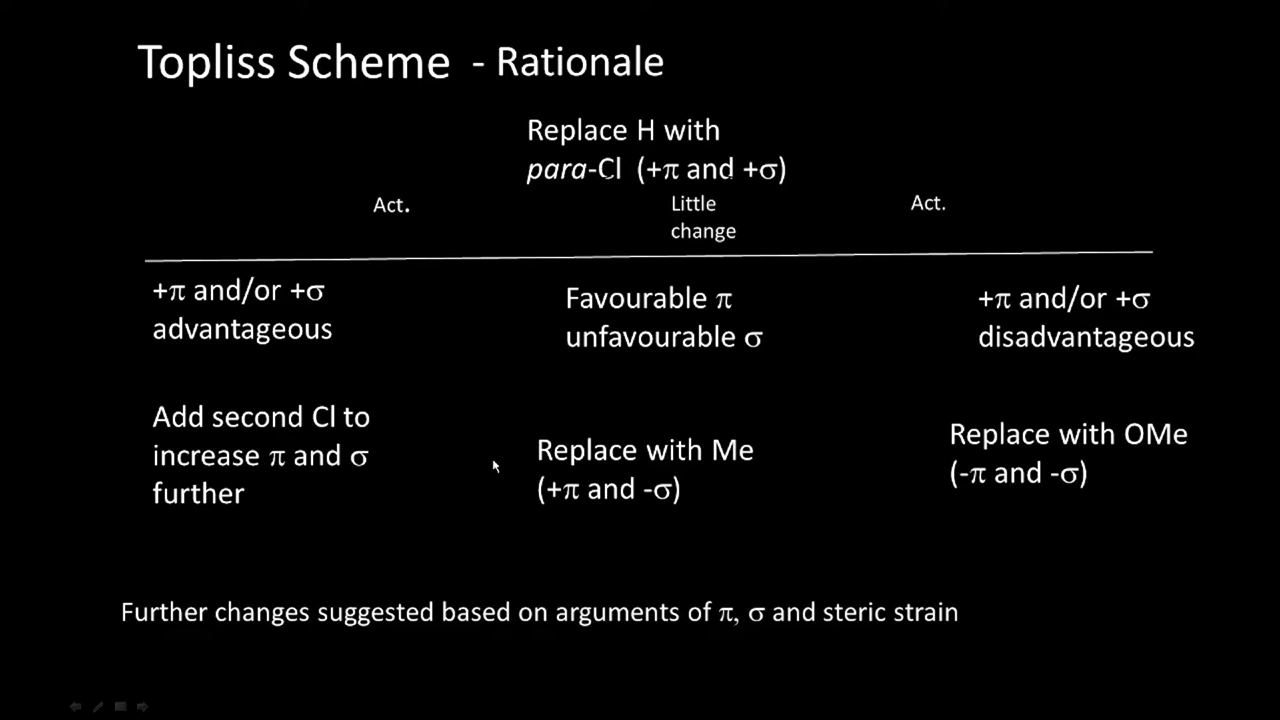 Topliss Scheme - Rationale
Replace H with
para-Cl (+π and +σ)
Act.
Little
change
Act.
+π and/or +σ
advantageous
Favourable π
unfavourable σ
+π and/or +σ
disadvantageous
Add second Cl to
increase π and σ
further
Replace with Me
(+π and -σ)
Replace with OMe
(-π and -σ)
Further changes suggested based on arguments of π, σ and steric strain